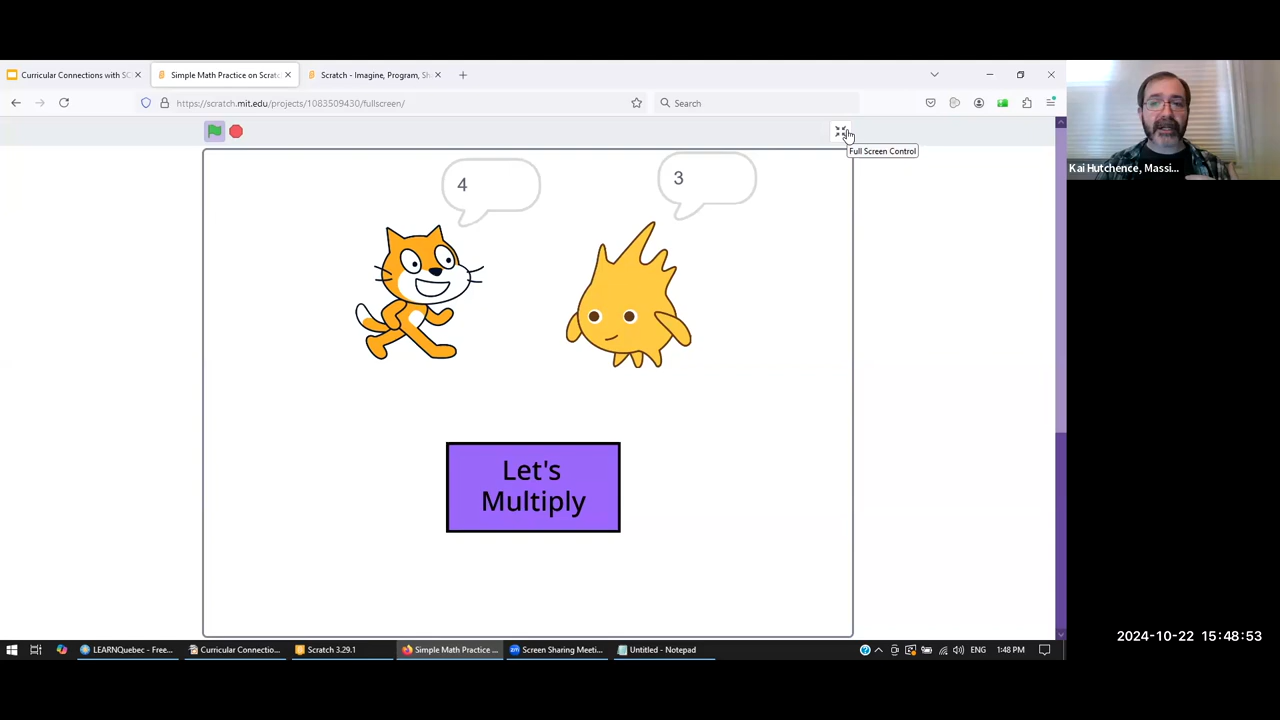 Curricular Connections with SC
Simple Math Practice on Scratc
Scratch - Imagine, Program, Sh
https://scratch.mit.edu/projects/1083509430/fullscreen/
Search
Full Screen Control
4
3
Let's
Multiply
Kai Hutchence, Massi...
2024-10-22 15:48:53
LEARNQuebec - Free...
Curricular Connectio...
Scratch 3.29.1
Simple Math Practice ...
Screen Sharing Meeti...
Untitled - Notepad
ENG
1:48 PM